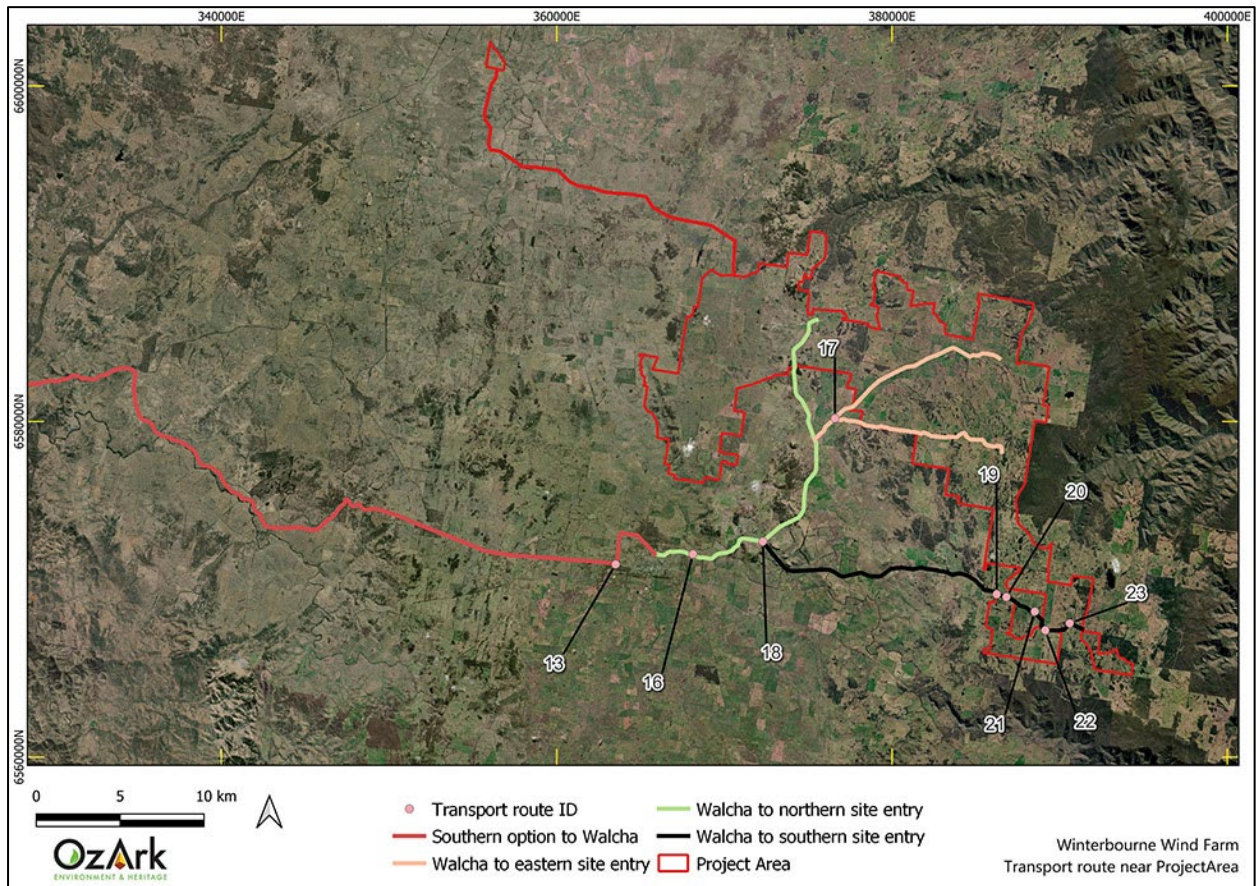 340000E
360000E
380000E
400000E
6600000N
6580000N
6560000N
17
19
20
23
13
16
18
21
22
0 5 10 km
OzArk
ENVIRONMENT & HERITAGE
Transport route ID
Southern option to Walcha
Walcha to eastern site entry
Walcha to northern site entry
Walcha to southern site entry
Project Area
Winterbourne Wind Farm
Transport route near ProjectArea